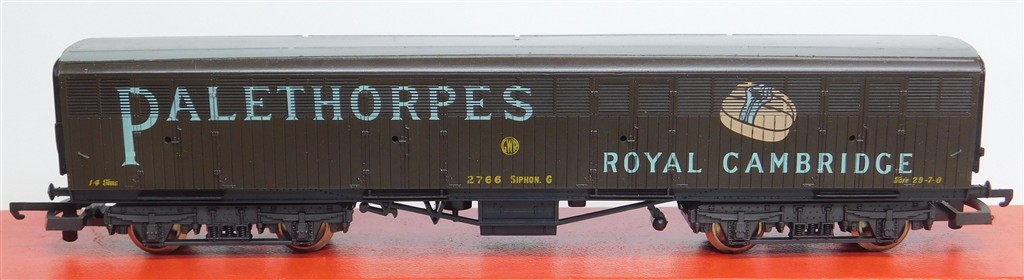 PALETHORPES
GWR
ROYAL CAMBRIDGE
14 Tons
2766 SIPHON. G
Tare 29-7-0